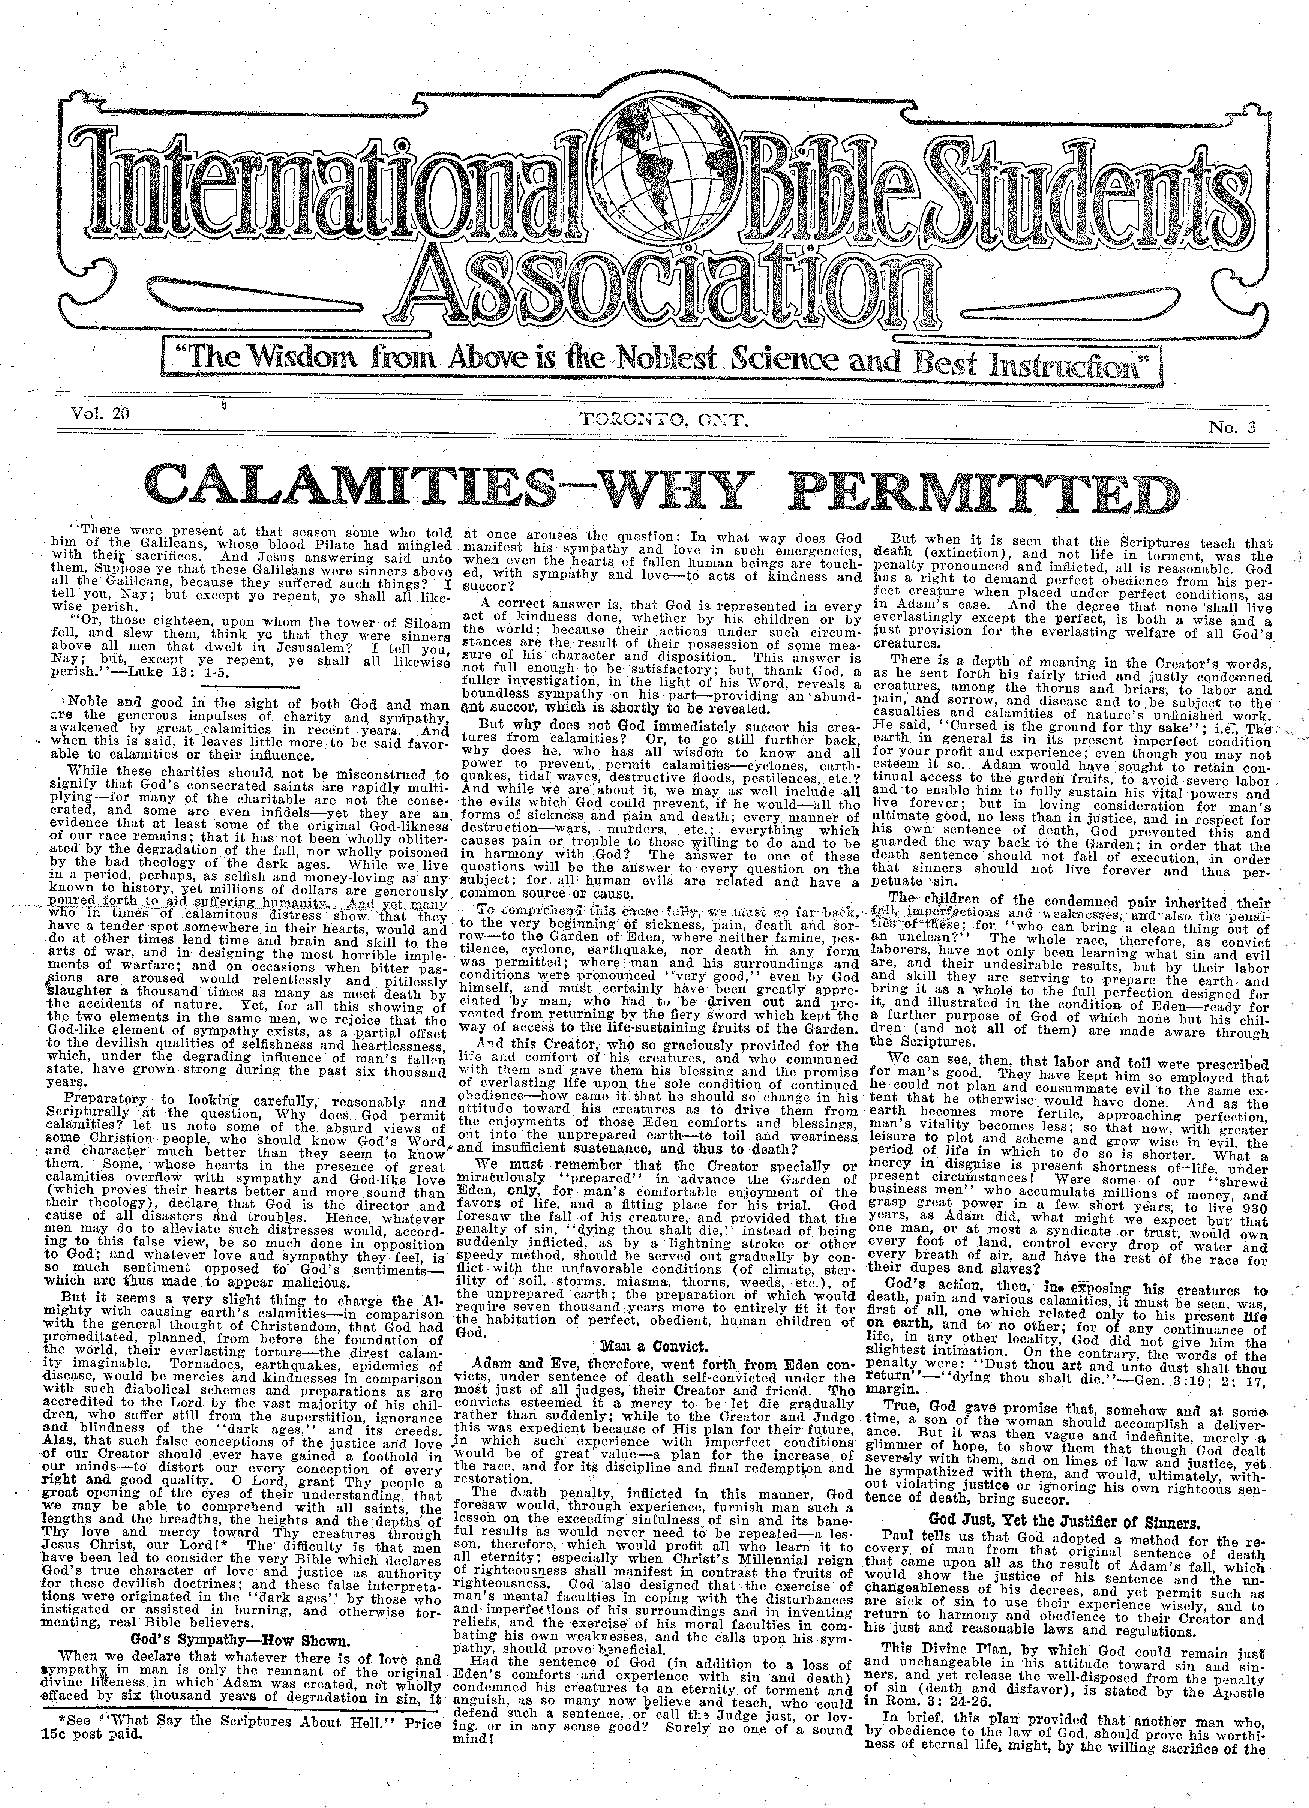 International Bible Students
Association
"The Wisdom from Above is the Noblest Science and Best Instruction"
Vol. 20
TORONTO, ONT.
No. 3
CALAMITIES—WHY PERMITTED
"There were present at that season some who told
him of the Galileans, whose blood Pilate had mingled
with their sacrifices. And Jesus answering said unto
them, Suppose ye that these Galileans were sinners above
all the Galileans, because they suffered such things? I
tell you, Nay; but except ye repent, ye shall all like-
wise perish.
"Or, those eighteen, upon whom the tower of Siloam
fell, and slew them, think ye that they were sinners
above all men that dwelt in Jerusalem? I tell you,
Nay; but, except ye repent, ye shall all likewise
perish."—Luke 13: 1-5.
Noble and good in the sight of both God and man
are the generous impulses of charity and sympathy,
awakened by great calamities in recent years. And
when this is said, it leaves little more to be said favor-
able to calamities or their influence.
While these charities should not be misconstrued to
signify that God's consecrated saints are rapidly multi-
plying—for many of the charitable are not the conse-
crated, and some are even infidels—yet they are an
evidence that at least some of the original God-likness
of our race remains; that it has not been wholly obliter-
ated by the degradation of the fall, nor wholly poisoned
by the bad theology of the dark ages. While we live
in a period, perhaps, as selfish and money-loving as any
known to history, yet millions of dollars are generously
poured forth to aid suffering humanity. And yet many
who in times of calamitous distress show that they
have a tender spot somewhere in their hearts, would and
do at other times lend time and brain and skill to the
arts of war, and in designing the most horrible imple-
ments of warfare; and on occasions when bitter pas-
sions are aroused would relentlessly and pitilessly
slaughter a thousand times as many as meet death by
the accidents of nature. Yet, for all this showing of
the two elements in the same men, we rejoice that the
God-like element of sympathy exists, as a partial offset
to the devilish qualities of selfishness and heartlessness,
which, under the degrading influence of man's fallen
state, have grown strong during the past six thousand
years.
Preparatory to looking carefully, reasonably and
Scripturally at the question, Why does God permit
calamities? let us note some of the absurd views of
some Christion people, who should know God's Word
and character much better than they seem to know
them. Some, whose hearts in the presence of great
calamities overflow with sympathy and God-like love
(which proves their hearts better and more sound than
their theology), declare that God is the director and
cause of all disasters and troubles. Hence, whatever
men may do to alleviate such distresses would, accord-
ing to this false view, be so much done in opposition
to God; and whatever love and sympathy they feel, is
so much sentiment opposed to God's sentiments—
which are thus made to appear malicious.
But it seems a very slight thing to charge the Al-
mighty with causing earth's calamities—in comparison
with the general thought of Christendom, that God had
premeditated, planned, from before the foundation of
the world, their everlasting torture—the direst calam-
ity imaginable. Tornadoes, earthquakes, epidemics of
disease, would be mercies and kindnesses in comparison
with such diabolical schemes and preparations as are
accredited to the Lord by the vast majority of his chil-
dren, who suffer still from the superstition, ignorance
and blindness of the "dark ages," and its creeds.
Alas, that such false conceptions of the justice and love
of our Creator should ever have gained a foothold in
our minds—to distort our every conception of every
right and good quality. O Lord, grant Thy people a
great opening of the eyes of their understanding, that
we may be able to comprehend with all saints, the
lengths and the breadths, the heights and the depths of
Thy love and mercy toward Thy creatures through
Jesus Christ, our Lord!* The difficulty is that men
have been led to consider the very Bible which declares
God's true character of love and justice as authority
for these devilish doctrines; and these false interpreta-
tions were originated in the "dark ages" by those who
instigated or assisted in burning, and otherwise tor-
menting, real Bible believers.
God's Sympathy—How Shown.
When we declare that whatever there is of love and
sympathy in man is only the remnant of the original
divine likeness in which Adam was created, not wholly
effaced by six thousand years of degradation in sin, it
*See "What Say the Scriptures About Hell." Price
15c post paid.
at once arouses the question: In what way does God
manifest his sympathy and love in such emergencies,
when even the hearts of fallen human beings are touch-
ed, with sympathy and love—to acts of kindness and
succor?
A correct answer is, that God is represented in every
act of kindness done, whether by his children or by
the world; because their actions under such circum-
stances are the result of their possession of some mea-
sure of his character and disposition. This answer is
not full enough to be satisfactory; but, thank God, a
fuller investigation, in the light of his Word, reveals a
boundless sympathy on his part—providing an abund-
ant succor, which is shortly to be revealed.
But why does not God immediately succor his crea-
tures from calamities? Or, to go still further back,
why does he, who has all wisdom to know and all
power to prevent, permit calamities—cyclones, earth-
quakes, tidal waves, destructive floods, pestilences, etc.?
And while we are about it, we may as well include all
the evils which God could prevent, if he would—all the
forms of sickness and pain and death; every manner of
destruction—wars, murders, etc.; everything which
causes pain or trouble to those willing to do and to be
in harmony with God? The answer to one of these
questions will be the answer to every question on the
subject; for all human evils are related and have a
common source or cause.
To comprehend this cause fully, we must go far back,
to the very beginning of sickness, pain, death and sor-
row—to the Garden of Eden, where neither famine, pes-
tilence, cyclone, earthquake, nor death in any form
was permitted; where man and his surroundings and
conditions were pronounced "very good," even by God
himself, and must certainly have been greatly appre-
ciated by man, who had to be driven out and pre-
vented from returning by the fiery sword which kept the
way of access to the life-sustaining fruits of the Garden.
And this Creator, who so graciously provided for the
life and comfort of his creatures, and who communed
with them and gave them his blessing and the promise
of everlasting life upon the sole condition of continued
obedience—how came it that he should so change in his
attitude toward his creatures as to drive them from
the enjoyments of those Eden comforts and blessings,
out into the unprepared earth—to toil and weariness
and insufficient sustenance, and thus to death?
We must remember that the Creator specially or
miraculously "prepared" in advance the Garden of
Eden, only, for man's comfortable enjoyment of the
favors of life, and a fitting place for his trial. God
foresaw the fall of his creature, and provided that the
penalty of sin, "dying thou shalt die," instead of being
suddenly inflicted, as by a lightning stroke or other
speedy method, should be served out gradually by con-
flict with the unfavorable conditions (of climate, ster-
ility of soil, storms, miasma, thorns, weeds, etc.), of
the unprepared earth; the preparation of which would
require seven thousand years more to entirely fit it for
the habitation of perfect, obedient, human children of
God.
Man a Convict.
Adam and Eve, therefore, went forth from Eden con-
victs, under sentence of death self-convicted under the
most just of all judges, their Creator and friend. The
convicts esteemed it a mercy to be let die gradually
rather than suddenly; while to the Creator and Judge
this was expedient because of His plan for their future,
in which such experience with imperfect conditions
would be of great value—a plan for the increase of
the race, and for its discipline and final redemption and
restoration.
The death penalty, inflicted in this manner, God
foresaw would, through experience, furnish man such a
lesson on the exceeding sinfulness of sin and its bane-
ful results as would never need to be repeated—a les-
son, therefore, which would profit all who learn it to
all eternity; especially when Christ's Millennial reign
of righteousness shall manifest in contrast the fruits of
righteousness. God also designed that the exercise of
man's mental faculties in coping with the disturbances
and imperfections of his surroundings and in inventing
reliefs, and the exercise of his moral faculties in com-
bating his own weaknesses, and the calls upon his sym-
pathy, should prove beneficial.
Had the sentence of God (in addition to a loss of
Eden's comforts and experience with sin and death)
condemned his creatures to an eternity of torment and
anguish, as so many now believe and teach, who could
defend such a sentence, or call the Judge just, or lov-
ing, or in any sense good? Surely no one of a sound
mind!
But when it is seen that the Scriptures teach that
death (extinction), and not life in torment, was the
penalty pronounced and inflicted, all is reasonable. God
has a right to demand perfect obedience from his per-
fect creature when placed under perfect conditions, as
in Adam's case. And the decree that none shall live
everlastingly except the perfect, is both a wise and a
just provision for the everlasting welfare of all God's
creatures.
There is a depth of meaning in the Creator's words,
as he sent forth his fairly tried and justly condemned
creatures, among the thorns and briars, to labor and
pain, and sorrow, and disease and to be subject to the
casualties and calamities of nature's unfinished work.
He said, "Cursed is the ground for thy sake"; i.e., The
earth in general is in its present imperfect condition
for your profit and experience; even though you may not
esteem it so. Adam would have sought to retain con-
tinual access to the garden fruits, to avoid severe labor
and to enable him to fully sustain his vital powers and
live forever; but in loving consideration for man's
ultimate good, no less than in justice, and in respect for
his own sentence of death, God prevented this and
guarded the way back to the Garden; in order that the
death sentence should not fail of execution, in order
that sinners should not live forever and thus per-
petuate sin.
The children of the condemned pair inherited their
fall, imperfections and weaknesses, and also the penal-
ties of these; for "who can bring a clean thing out of
an unclean?" The whole race, therefore, as convict
laborers, have not only been learning what sin and evil
are, and their undesirable results, but by their labor
and skill they are serving to prepare the earth and
bring it as a whole to the full perfection designed for
it, and illustrated in the condition of Eden—ready for
a further purpose of God of which none but his chil-
dren (and not all of them) are made aware through
the Scriptures.
We can see, then, that labor and toil were prescribed
for man's good. They have kept him so employed that
he could not plan and consummate evil to the same ex-
tent that he otherwise would have done. And as the
earth becomes more fertile, approaching perfection,
man's vitality becomes less; so that now, with greater
leisure to plot and scheme and grow wise in evil, the
period of life in which to do so is shorter. What a
mercy in disguise is present shortness of life, under
present circumstances! Were some of our "shrewd
business men" who accumulate millions of money, and
grasp great power in a few short years, to live 930
years, as Adam did, what might we expect but that
one man, or at most a syndicate or trust, would own
every foot of land, control every drop of water and
every breath of air, and have the rest of the race for
their dupes and slaves?
God's action, then, in exposing his creatures to
death, pain and various calamities, it must be seen, was,
first of all, one which related only to his present life
on earth, and to no other; for of any continuance of
life, in any other locality, God did not give him the
slightest intimation. On the contrary, the words of the
penalty were: "Dust thou art and unto dust shalt thou
return"—"dying thou shalt die."—Gen. 3:19; 2: 17,
margin.
True, God gave promise that, somehow and at some
time, a son of the woman should accomplish a deliver-
ance. But it was then vague and indefinite, merely a
glimmer of hope, to show them that though God dealt
severely with them, and on lines of law and justice, yet
he sympathized with them, and would, ultimately, with-
out violating justice or ignoring his own righteous sen-
tence of death, bring succor.
God Just, Yet the Justifier of Sinners.
Paul tells us that God adopted a method for the re-
covery of man from that original sentence of death
that came upon all as the result of Adam's fall, which
would show the justice of his sentence and the un-
changeableness of his decrees, and yet permit such as
are sick of sin to use their experience wisely, and to
return to harmony and obedience to their Creator and
his just and reasonable laws and regulations.
This Divine Plan, by which God could remain just
and unchangeable in his attitude toward sin and sin-
ners, and yet release the well-disposed from the penalty
of sin (death and disfavor), is stated by the Apostle
in Rom. 3: 24-26.
In brief, this plan provided that another man who,
by obedience to the law of God, should prove his worthi-
ness of eternal life, might, by the willing sacrifice of the